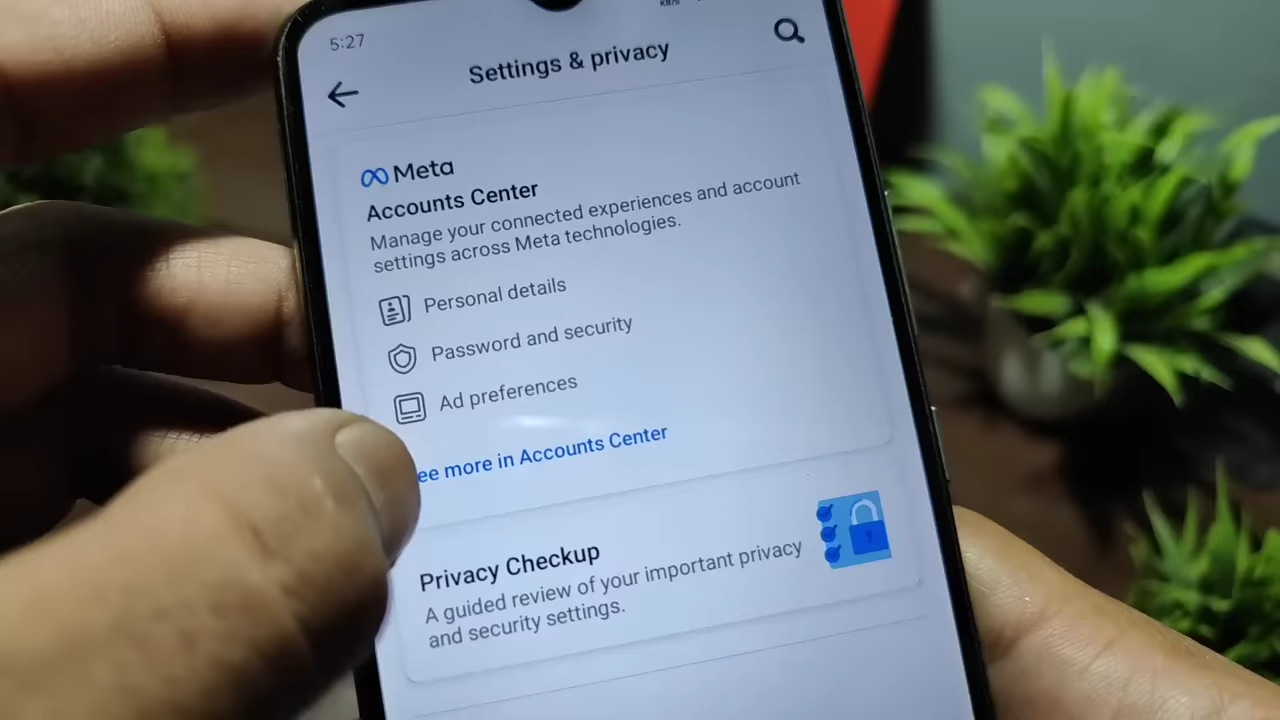 KB/s
5:27
Settings & privacy
Meta
Accounts Center
Manage your connected experiences and account
settings across Meta technologies.
Personal details
Password and security
Ad preferences
ee more in Accounts Center
Privacy Checkup
A guided review of your important privacy
and security settings.